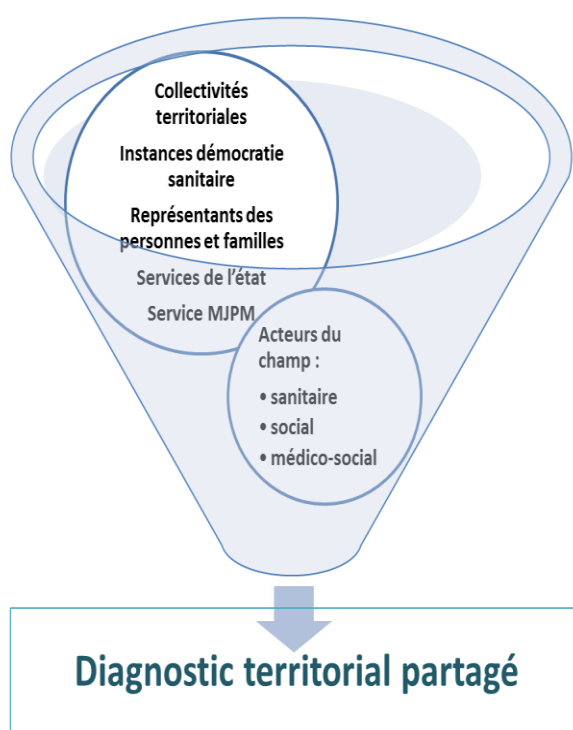 Collectivités
territoriales
Instances démocratie
sanitaire
Représentants des
personnes et familles
Services de l'état
Service MJPM
Acteurs du
champ :
• sanitaire
• social
• médico-social
Diagnostic territorial partagé